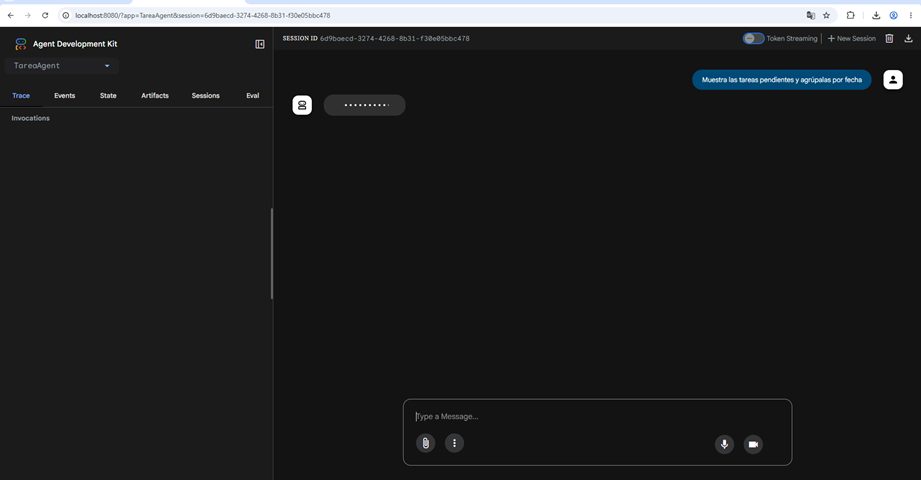 localhost:8080/?app=TareaAgent&session=6d9baecd-3274-4268-8b31-f30e05bbc478
Agent Development Kit
SESSION ID 6d9baecd-3274-4268-8b31-f30e05bbc478
Token Streaming
New Session
TareaAgent
Muestra las tareas pendientes y agrúpalas por fecha
Trace Events State Artifacts Sessions Eval
Invocations
Type a Message...